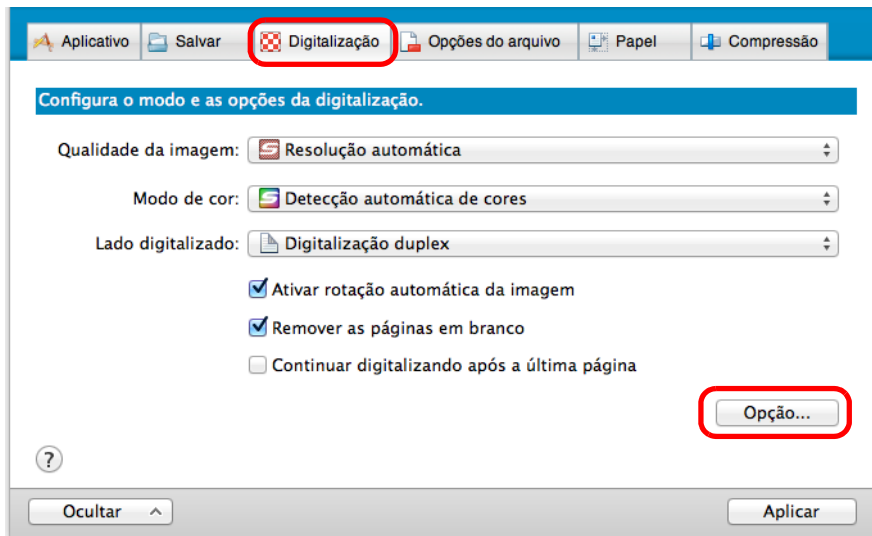 Aplicativo Salvar Digitalização Opções do arquivo Papel Compressão
Configura o modo e as opções da digitalização.
Qualidade da imagem: Resolução automática
Modo de cor: Detecção automática de cores
Lado digitalizado: Digitalização duplex
Ativar rotação automática da imagem
Remover as páginas em branco
Continuar digitalizando após a última página
Opção...
?
Ocultar Aplicar